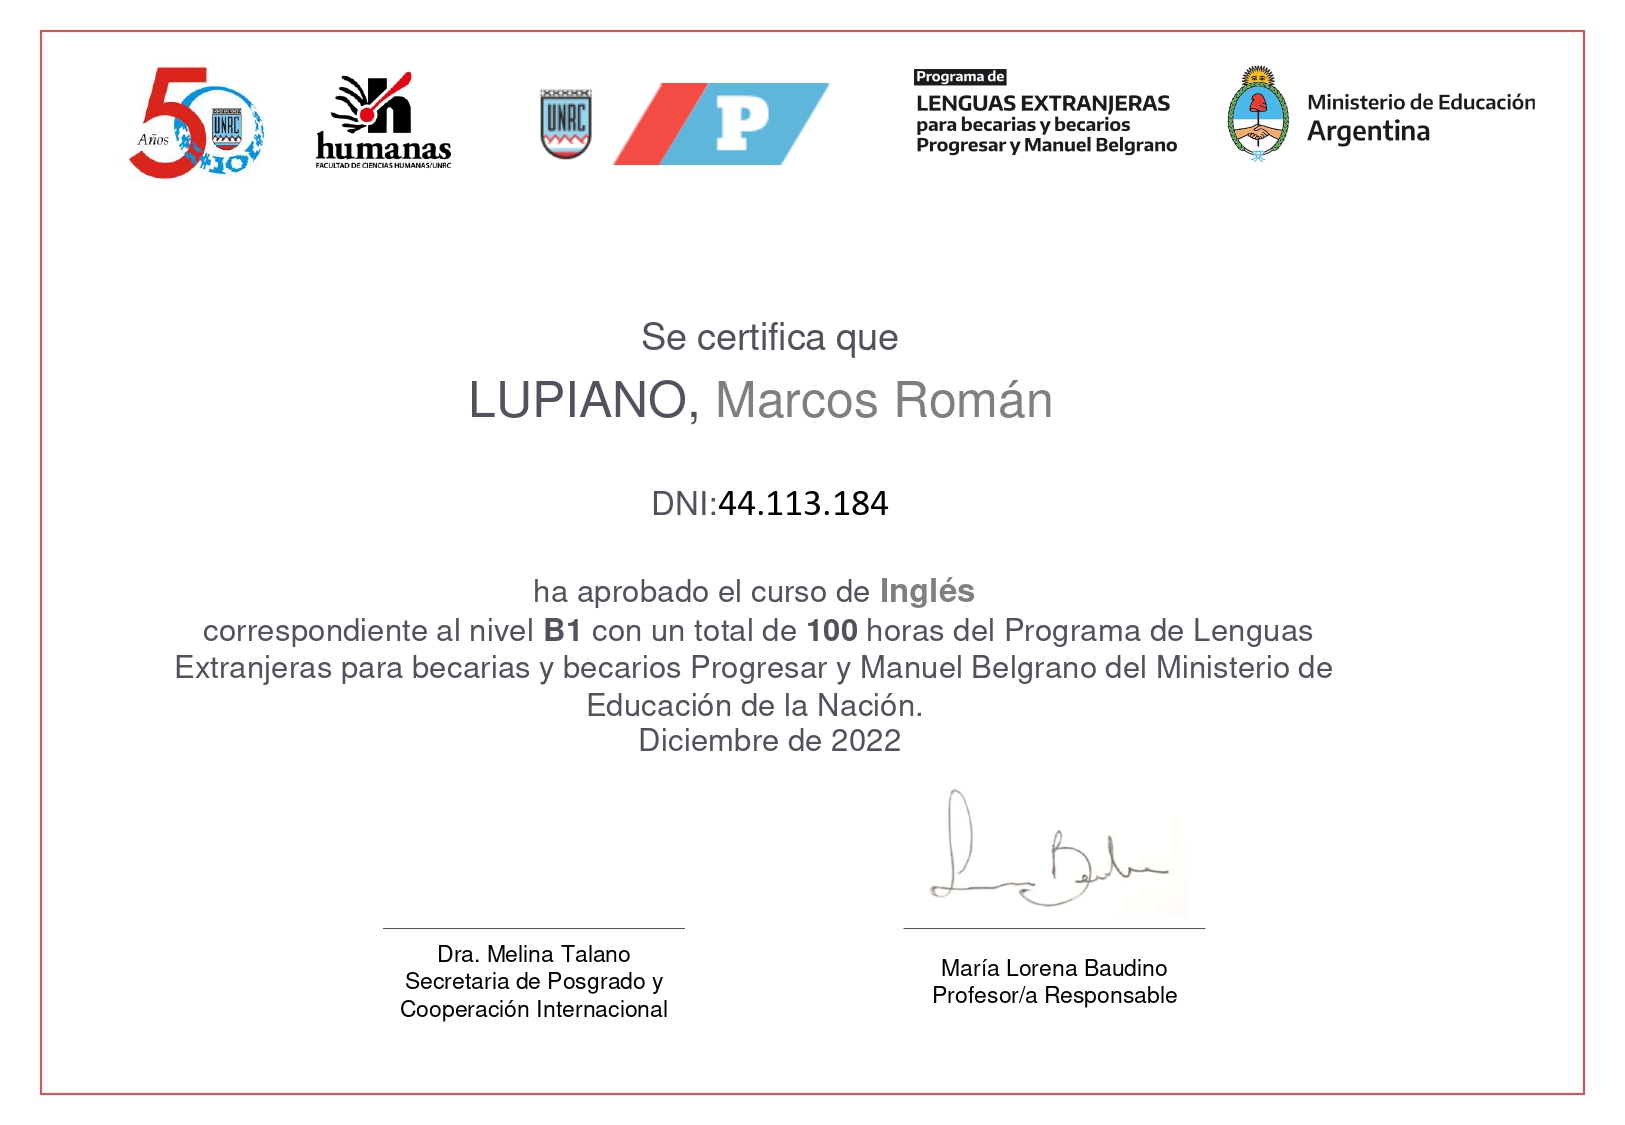 50 Años
UNRC
#+10U
humanas
FACULTAD DE CIENCIAS HUMANAS/UNRC
UNRC
P
Programa de
LENGUAS EXTRANJERAS
para becarias y becarios
Progresar y Manuel Belgrano
Ministerio de Educación
Argentina
Se certifica que
LUPIANO, Marcos Román
DNI:44.113.184
ha aprobado el curso de Inglés
correspondiente al nivel B1 con un total de 100 horas del Programa de Lenguas
Extranjeras para becarias y becarios Progresar y Manuel Belgrano del Ministerio de
Educación de la Nación.
Diciembre de 2022
Dra. Melina Talano
Secretaria de Posgrado y
Cooperación Internacional
María Lorena Baudino
Profesor/a Responsable